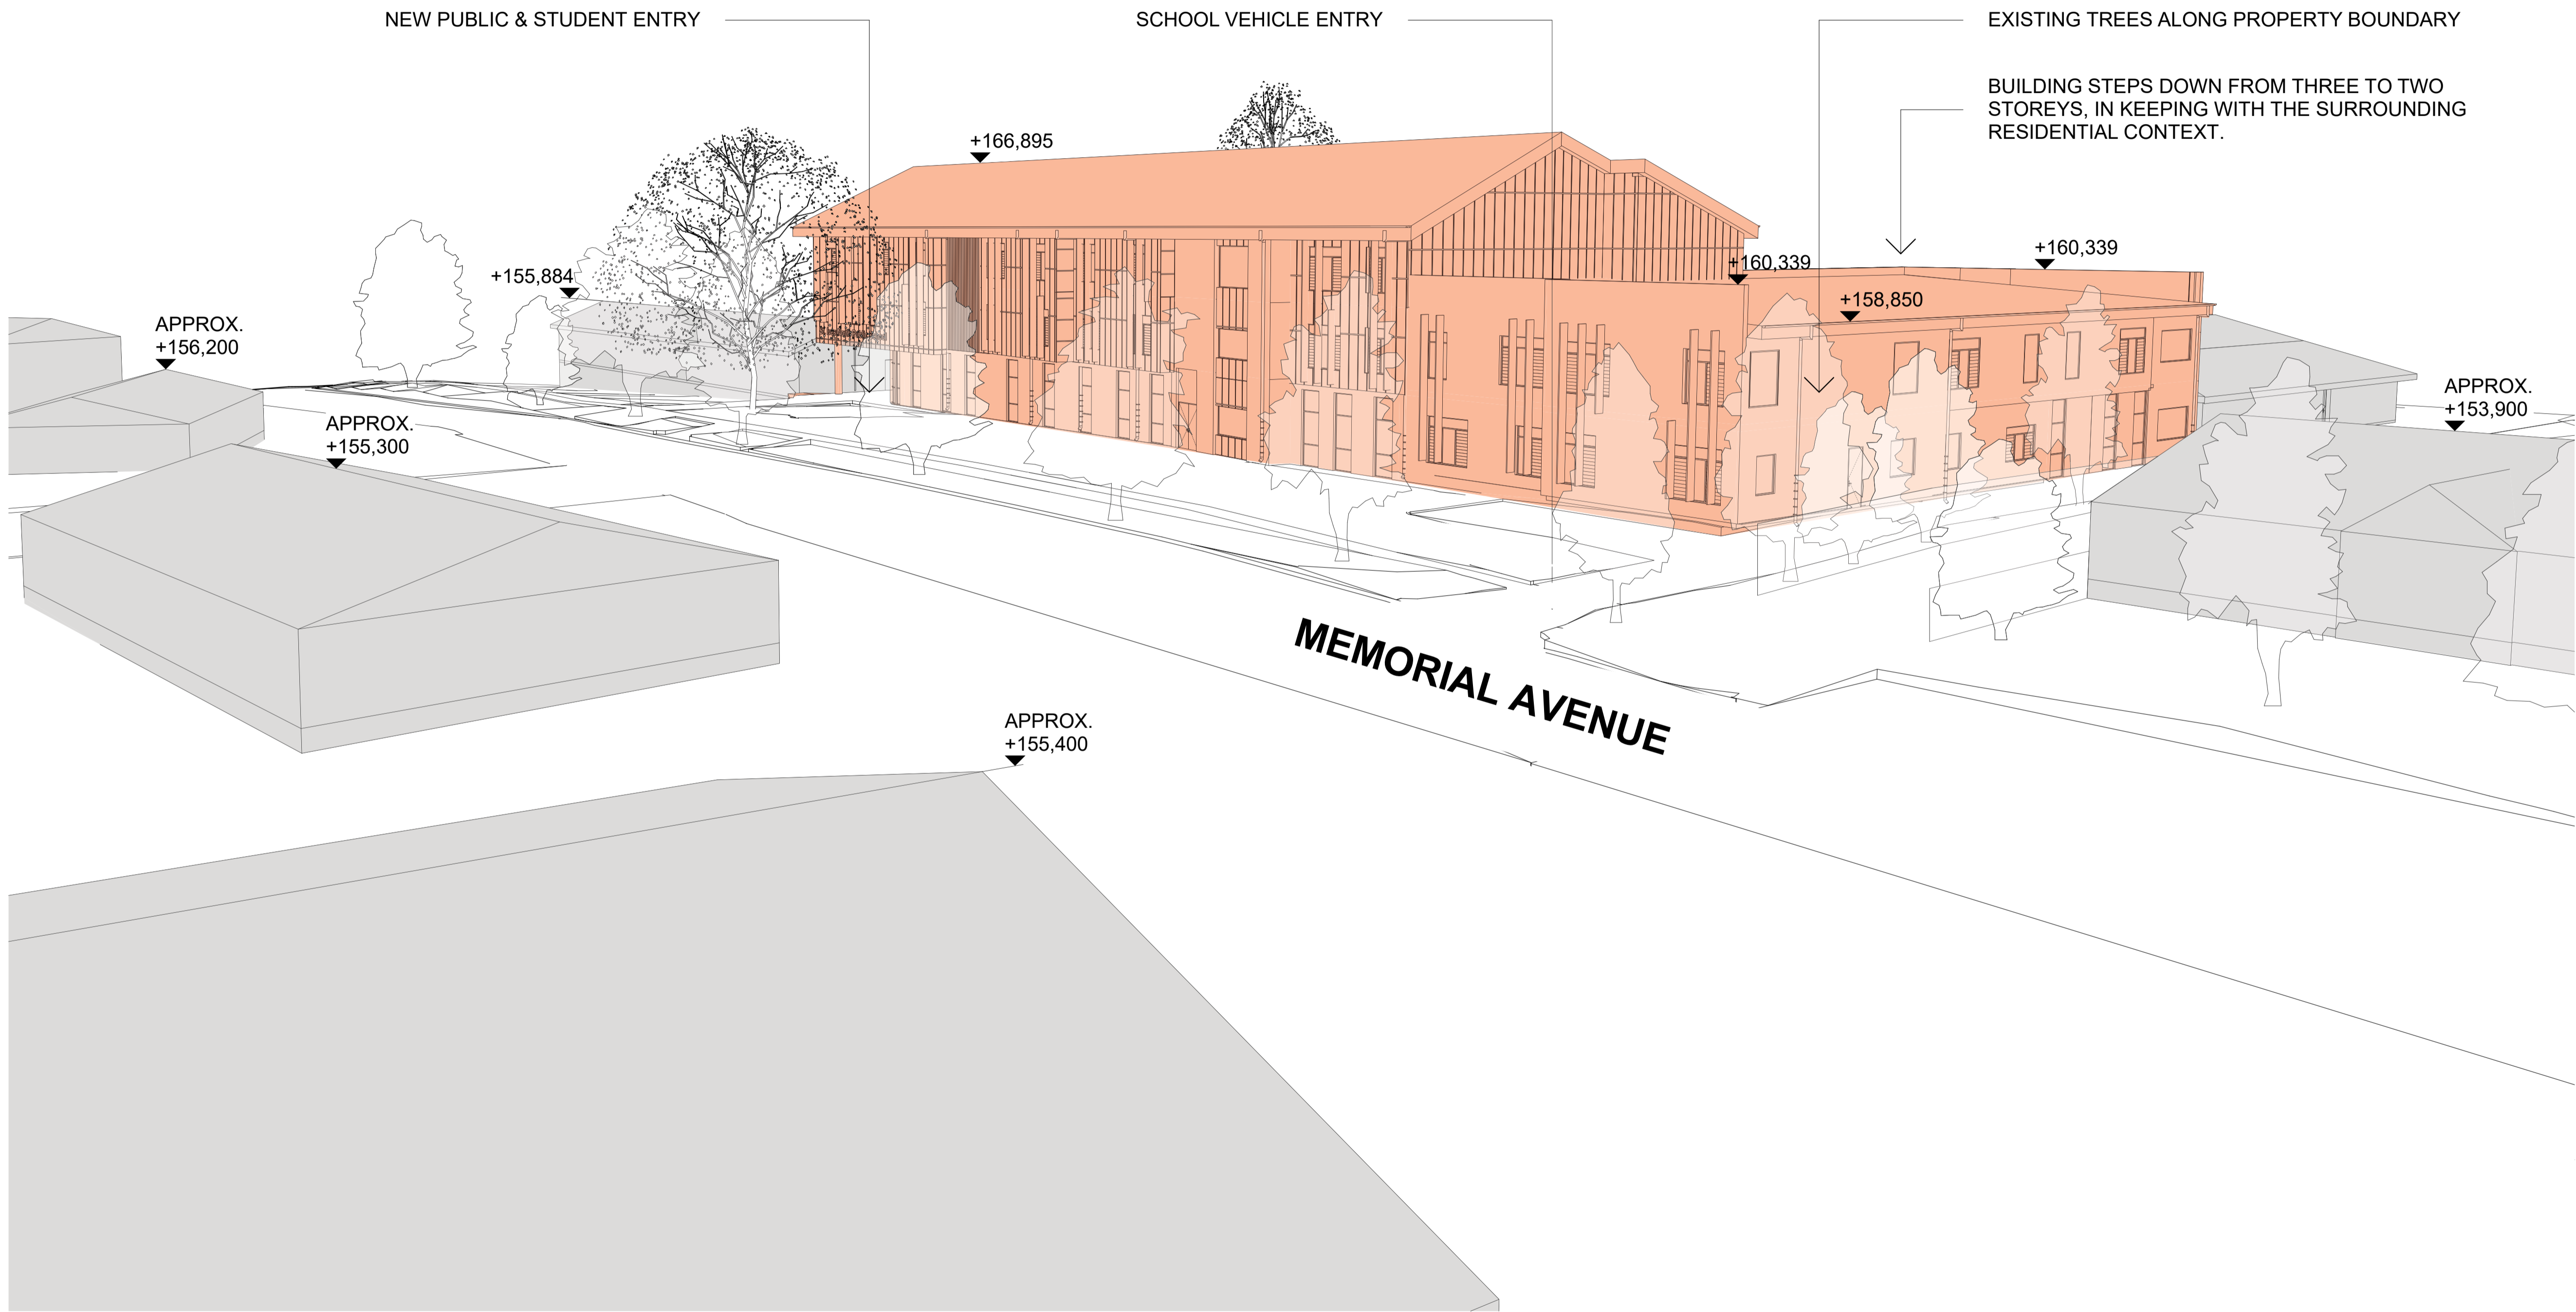 NEW PUBLIC & STUDENT ENTRY
SCHOOL VEHICLE ENTRY
EXISTING TREES ALONG PROPERTY BOUNDARY
BUILDING STEPS DOWN FROM THREE TO TWO
STOREYS, IN KEEPING WITH THE SURROUNDING
RESIDENTIAL CONTEXT.
+166,895
+155,884
+160,339
+160,339
+158,850
APPROX.
+156,200
APPROX.
+155,300
APPROX.
+153,900
MEMORIAL AVENUE
APPROX.
+155,400